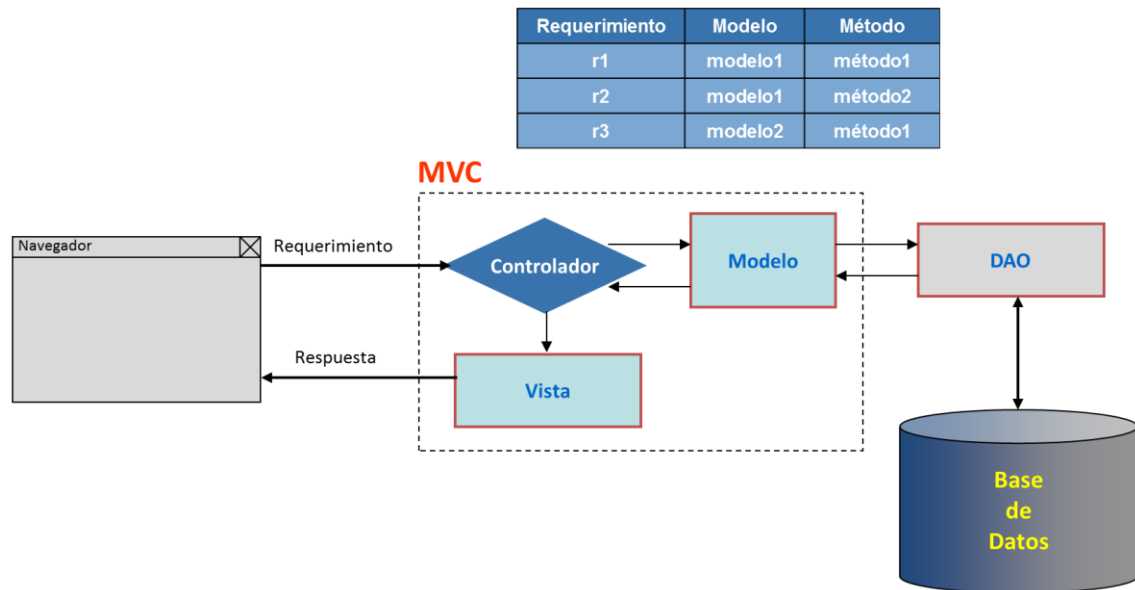 Requerimiento Modelo Método
r1 modelo1 método1
r2 modelo1 método2
r3 modelo2 método1
MVC
Navegador
Requerimiento
Controlador
Modelo
DAO
Respuesta
Vista
Base
de
Datos